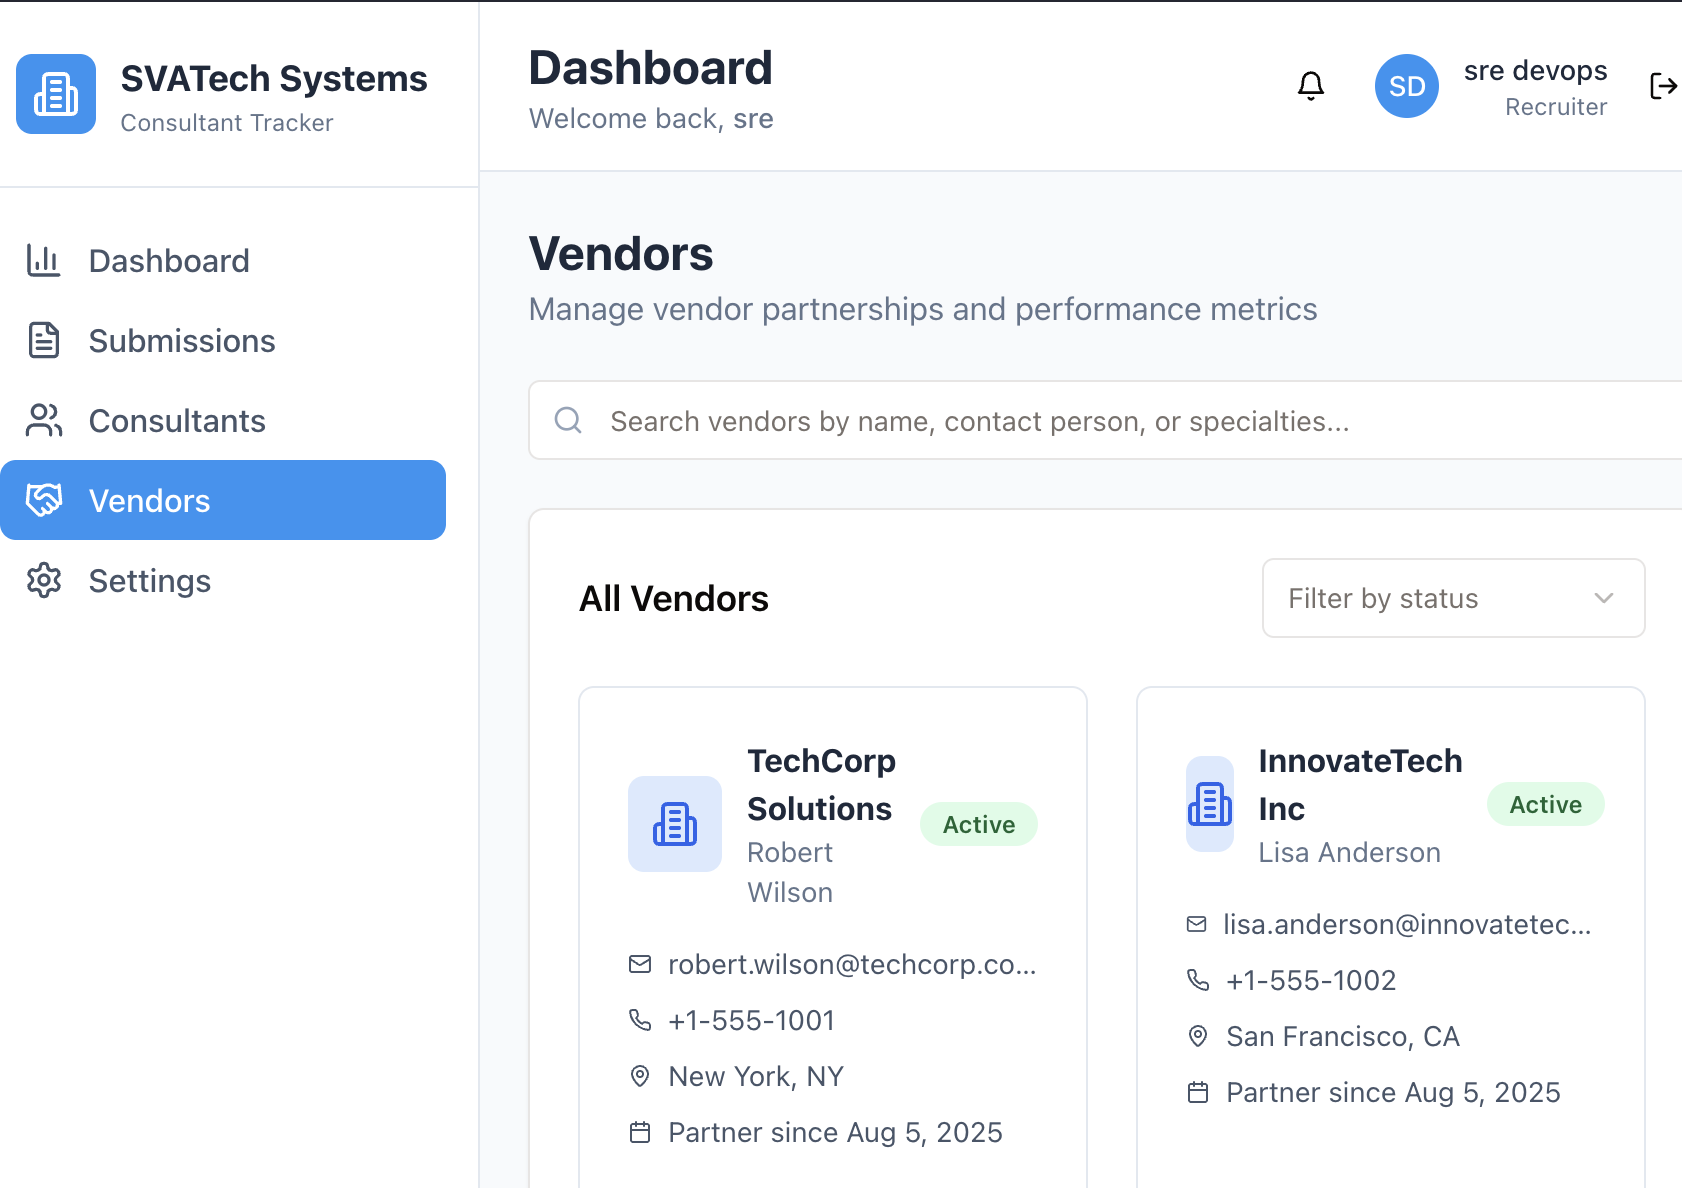 SVATech Systems
Consultant Tracker
Dashboard
Submissions
Consultants
Vendors
Settings
Dashboard
Welcome back, sre
SD
sre devops
Recruiter
Vendors
Manage vendor partnerships and performance metrics
Search vendors by name, contact person, or specialties...
All Vendors
Filter by status
TechCorp
Solutions
Active
Robert
Wilson
robert.wilson@techcorp.co...
+1-555-1001
New York, NY
Partner since Aug 5, 2025
InnovateTech
Inc
Active
Lisa Anderson
lisa.anderson@innovatetec...
+1-555-1002
San Francisco, CA
Partner since Aug 5, 2025